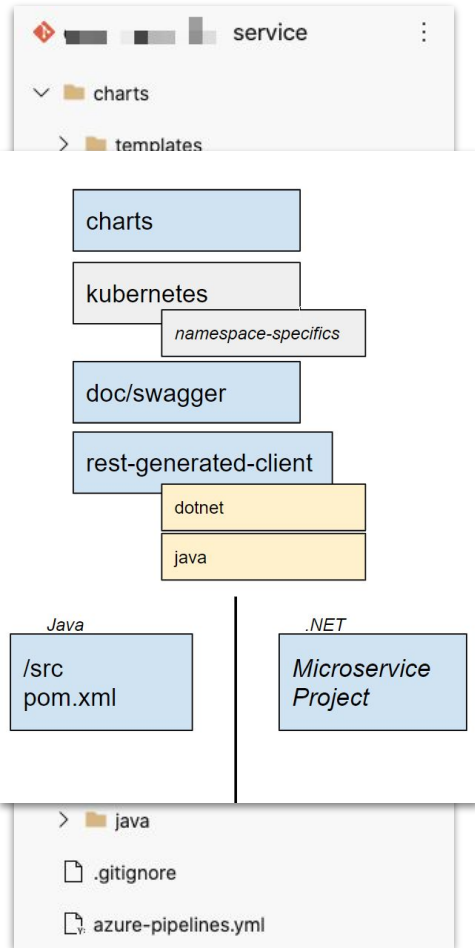 service
charts
templates
charts
kubernetes
namespace-specifics
doc/swagger
rest-generated-client
dotnet
java
Java
/src
pom.xml
.NET
Microservice
Project
java
.gitignore
azure-pipelines.yml